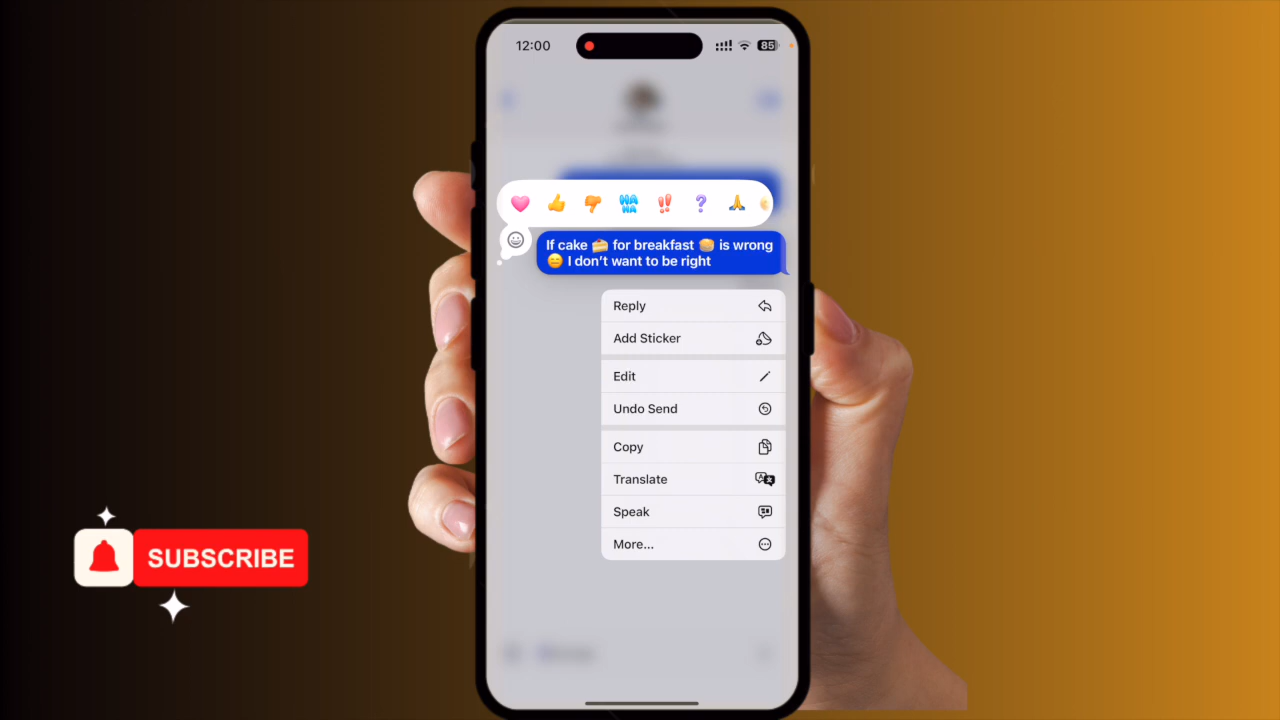 12:00
85
HA
HA
If cake 🍰 for breakfast 🥞 is wrong
😄 I don't want to be right
Reply
Add Sticker
Edit
Undo Send
Copy
Translate
Speak
More...
SUBSCRIBE